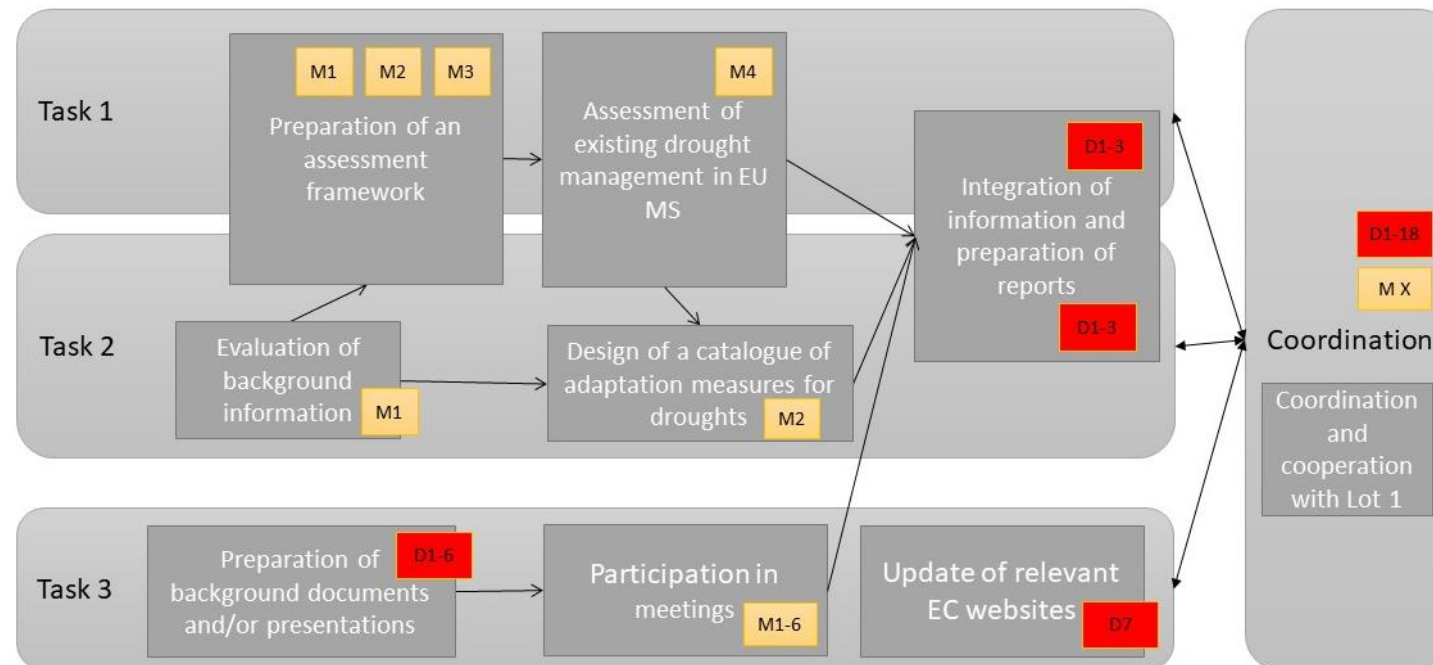 Task 1
M1 M2 M3
Preparation of an
assessment
framework
M4
Assessment of
existing drought
management in EU
MS
D1-3
Integration of
information and
preparation of
reports
D1-3
Task 2
Evaluation of
background
information
M1
Design of a catalogue of
adaptation measures for
droughts
M2
Task 3
Preparation of
background documents
and/or presentations
D1-6
Participation in
meetings
M1-6
Update of relevant
EC websites
D7
D1-18
M X
Coordination
Coordination
and
cooperation
with Lot 1